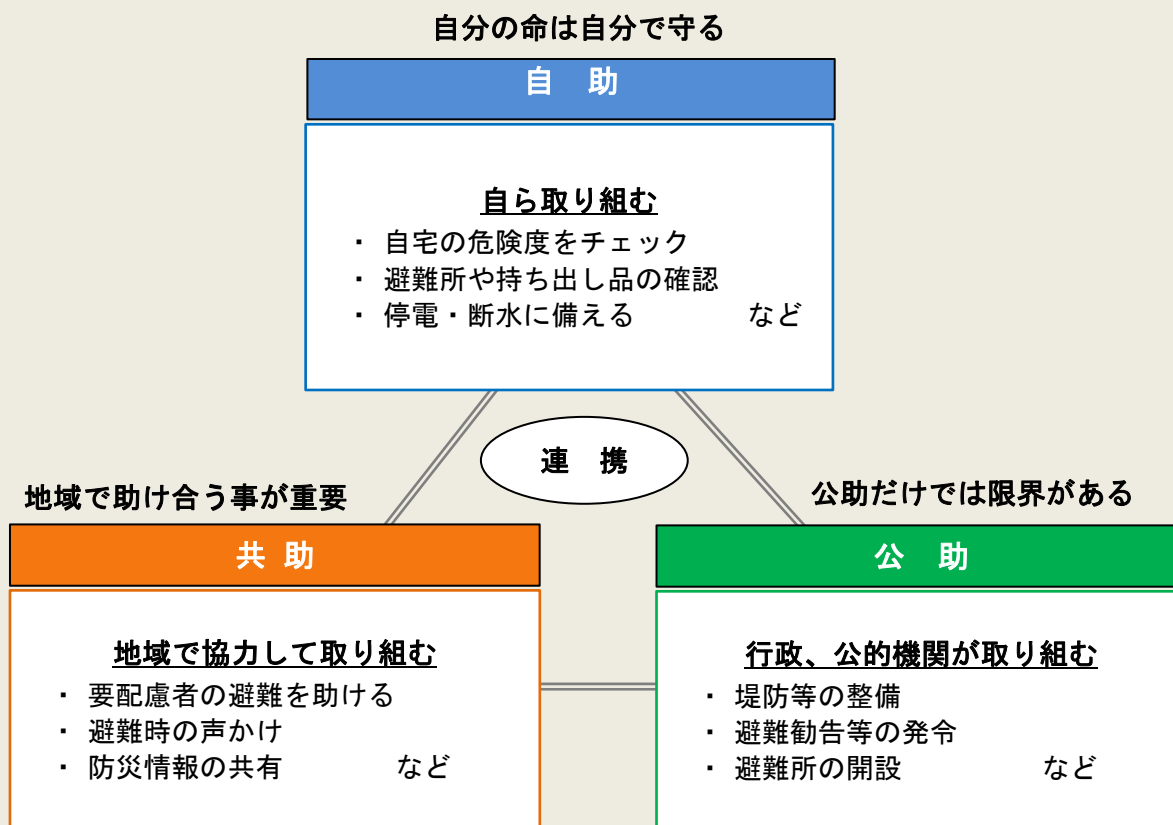 自分の命は自分で守る
自 助
自ら取り組む
・ 自宅の危険度をチェック
・ 避難所や持ち出し品の確認
・ 停電・断水に備える など
連 携
地域で助け合う事が重要
共 助
地域で協力して取り組む
・ 要配慮者の避難を助ける
・ 避難時の声かけ
・ 防災情報の共有 など
公助だけでは限界がある
公 助
行政、公的機関が取り組む
・ 堤防等の整備
・ 避難勧告等の発令
・ 避難所の開設 など